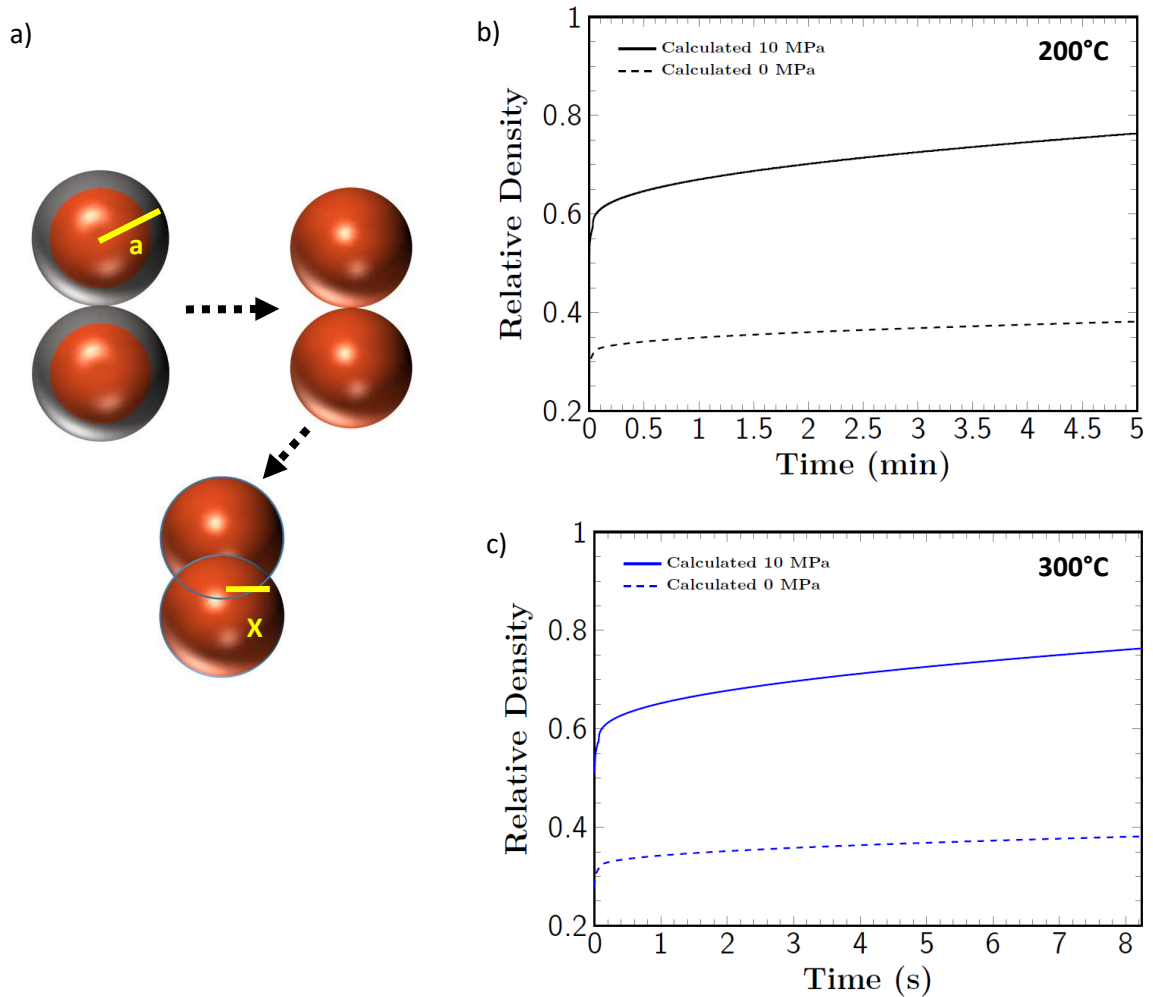 a)
a
X
b)
Calculated 10 MPa
Calculated 0 MPa
200°C
Relative Density
1
0.8
0.6
0.4
0.2
0 0.5 1 1.5 2 2.5 3 3.5 4 4.5 5
Time (min)
c)
Calculated 10 MPa
Calculated 0 MPa
300°C
Relative Density
1
0.8
0.6
0.4
0.2
0 1 2 3 4 5 6 7 8
Time (s)